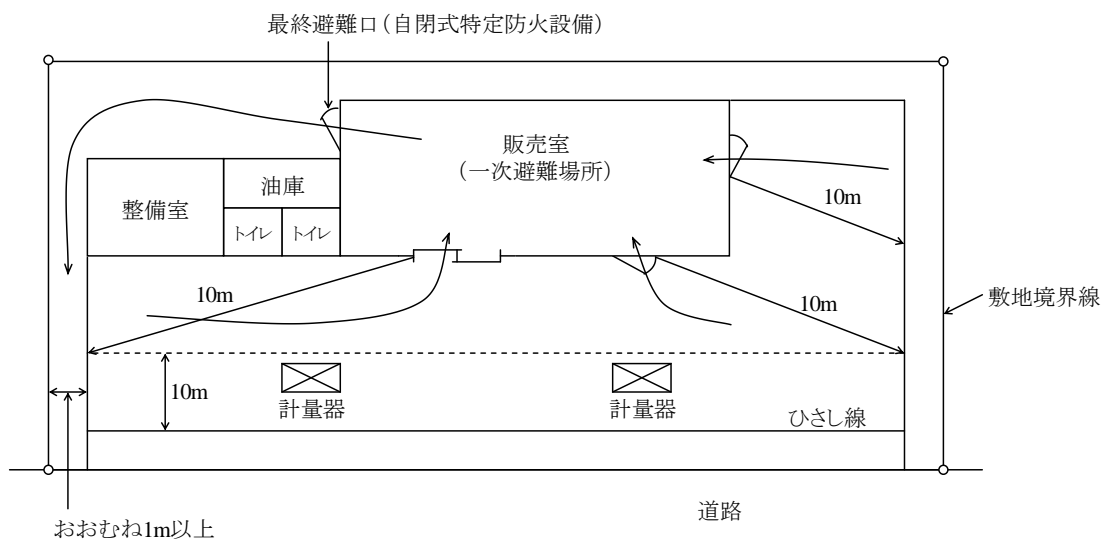 最終避難口（自閉式特定防火設備）
販売室
（一次避難場所）
油庫
整備室
トイレ
トイレ
10m
10m
10m
敷地境界線
10m
計量器
計量器
ひさし線
道路
おおむね1m以上